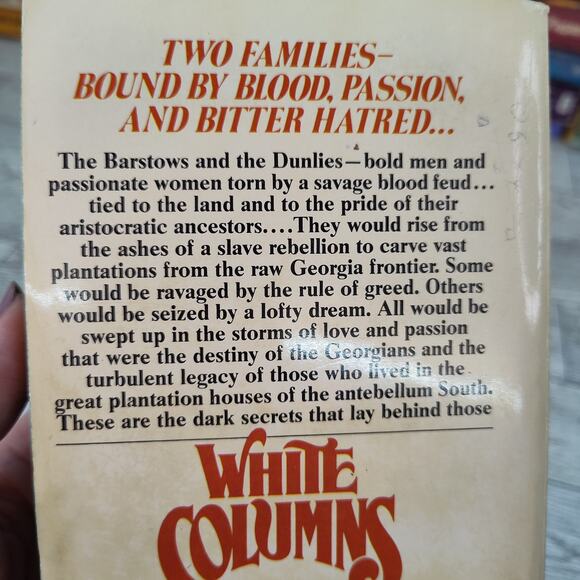 TWO FAMILIES—
BOUND BY BLOOD, PASSION,
AND BITTER HATRED...
The Barstows and the Dunlies—bold men and
passionate women torn by a savage blood feud...
tied to the land and to the pride of their
aristocratic ancestors....They would rise from
the ashes of a slave rebellion to carve vast
plantations from the raw Georgia frontier. Some
would be ravaged by the rule of greed. Others
would be seized by a lofty dream. All would be
swept up in the storms of love and passion
that were the destiny of the Georgians and the
turbulent legacy of those who lived in the
great plantation houses of the antebellum South.
These are the dark secrets that lay behind those
WHITE
COLUMNS